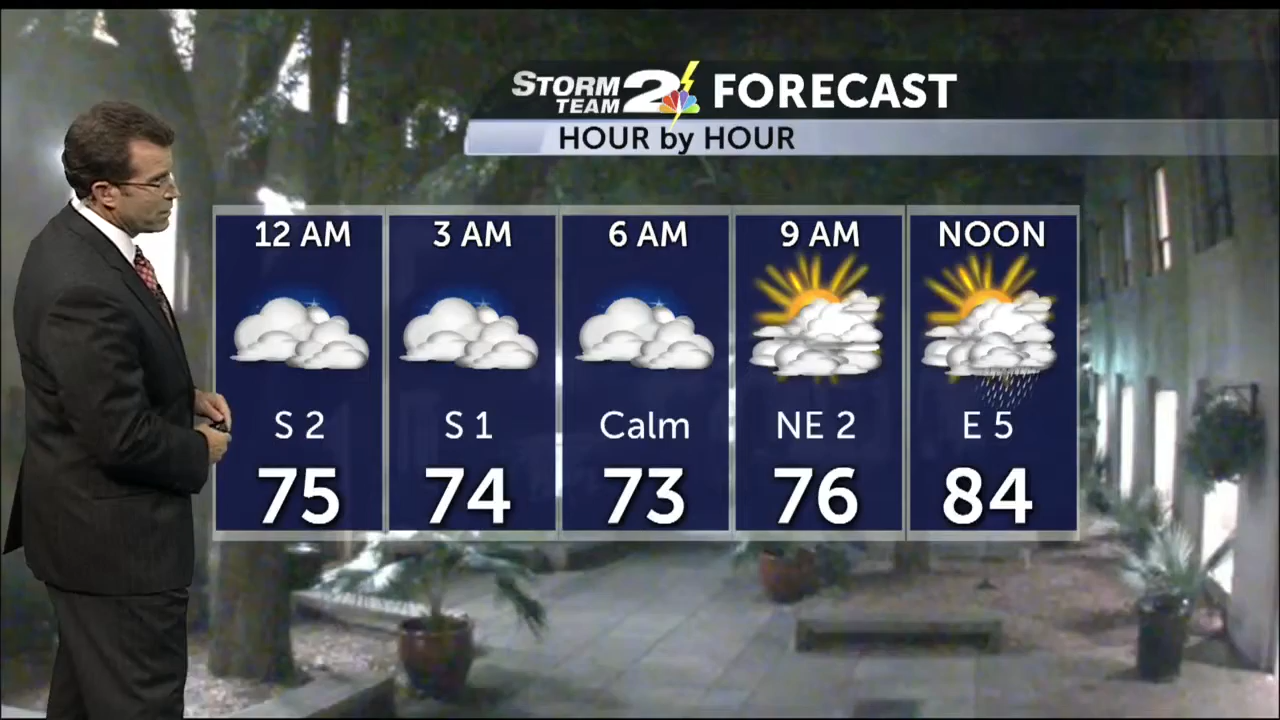 STORM TEAM 2 FORECAST
HOUR by HOUR
12 AM
S 2
75
3 AM
S 1
74
6 AM
Calm
73
9 AM
NE 2
76
NOON
E 5
84